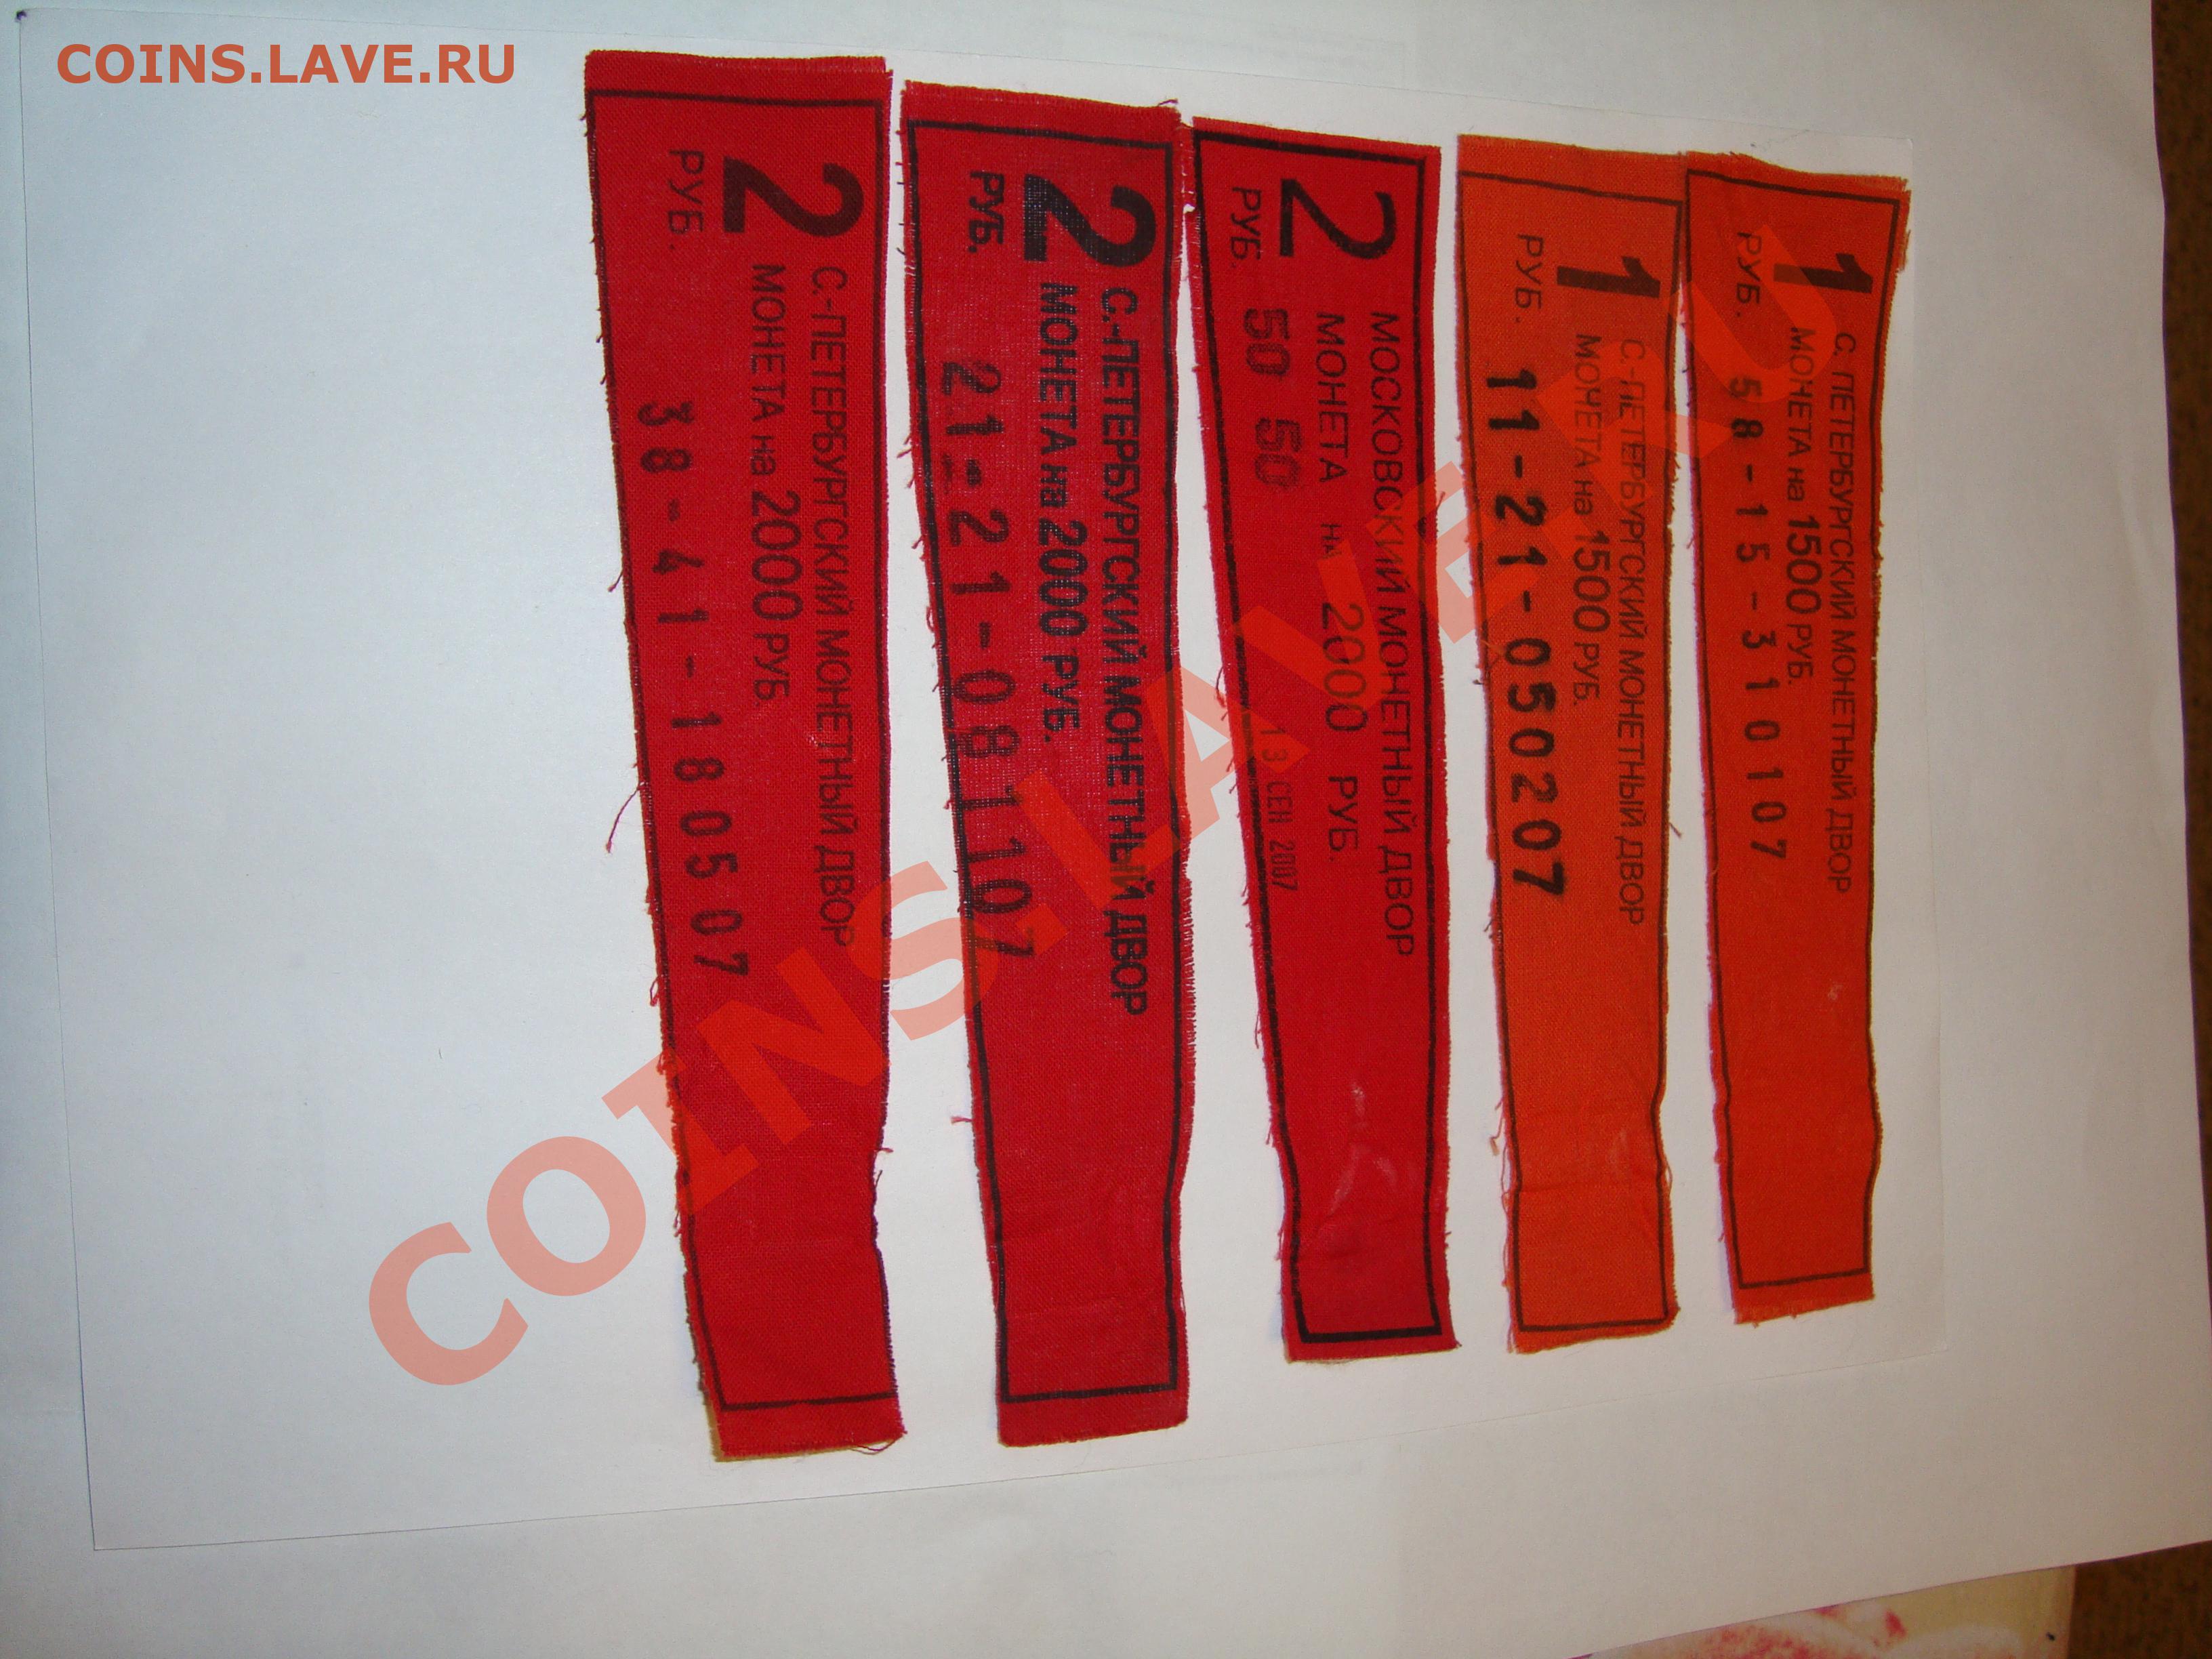 COINS.LAVE.RU
2
РУБ.
С.-ПЕТЕРБУРГСКИЙ МОНЕТНЫЙ ДВОР
МОНЕТА на 2000 РУБ.
38-41-180507
2
РУБ.
С.-ПЕТЕРБУРГСКИЙ МОНЕТНЫЙ ДВОР
МОНЕТА на 2000 РУБ.
21-21-081107
2
РУБ.
МОСКОВСКИЙ МОНЕТНЫЙ ДВОР
МОНЕТА на 2000 РУБ.
50 50
13 СЕН 2007
1
РУБ.
С.-ПЕТЕРБУРГСКИЙ МОНЕТНЫЙ ДВОР
МОНЕТА на 1500 РУБ.
11-21-050207
1
РУБ.
С. ПЕТЕРБУРГСКИЙ МОНЕТНЫЙ ДВОР
МОНЕТА на 1500 РУБ.
58-15-310107
COINS.LAVE.RU